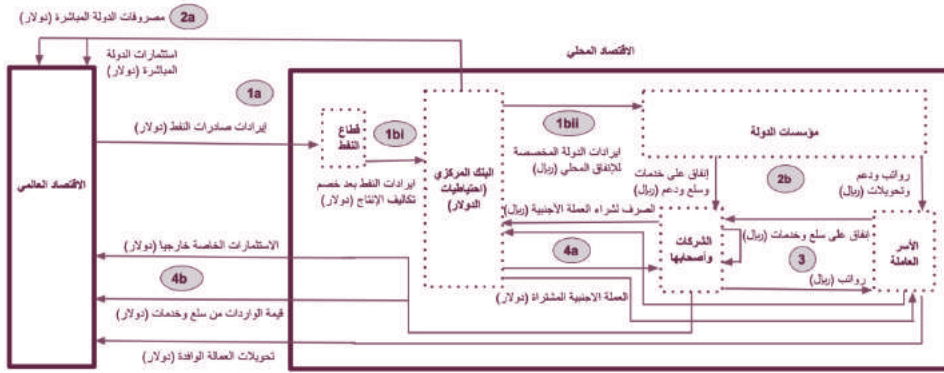 مصروفات الدولة المباشرة (دولار)
2a
استثمارات الدولة
المباشرة (دولار)
الاقتصاد المحلي
1a
إيرادات صادرات النفط (دولار)
قطاع
النفط
1bi
ايرادات النفط بعد خصم
تكاليف الإنتاج (دولار)
البنك المركزي
(احتياطيات
الدولار)
1bii
ايرادات الدولة المخصصة
للإنفاق المحلي (ريال)
مؤسسات الدولة
إنفاق على خدمات
وسلع ودعم (ريال)
2b
رواتب ودعم
وتحويلات (ريال)
الاقتصاد العالمي
الصرف لشراء العملة الأجنبية (ريال)
الشركات
وأصحابها
إنفاق على سلع وخدمات (ريال)
الأسر
العاملة
3
رواتب (ريال)
4a
العملة الاجنبية المشتراة (دولار)
الاستثمارات الخاصة خارجيا (دولار)
4b
قيمة الواردات من سلع وخدمات (دولار)
تحويلات العمالة الوافدة (دولار)